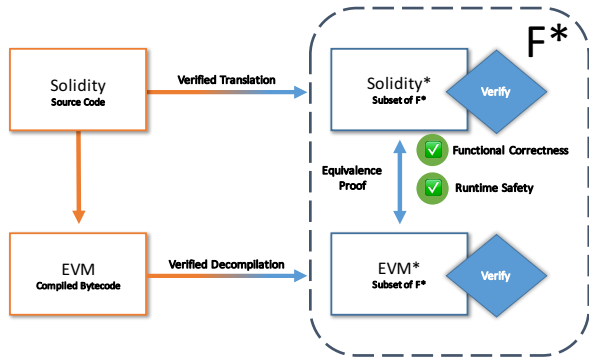 F*
Solidity
Source Code
Verified Translation
Solidity*
Subset of F*
Verify
Equivalence
Proof
Functional Correctness
Runtime Safety
EVM
Compiled Bytecode
Verified Decompilation
EVM*
Subset of F*
Verify